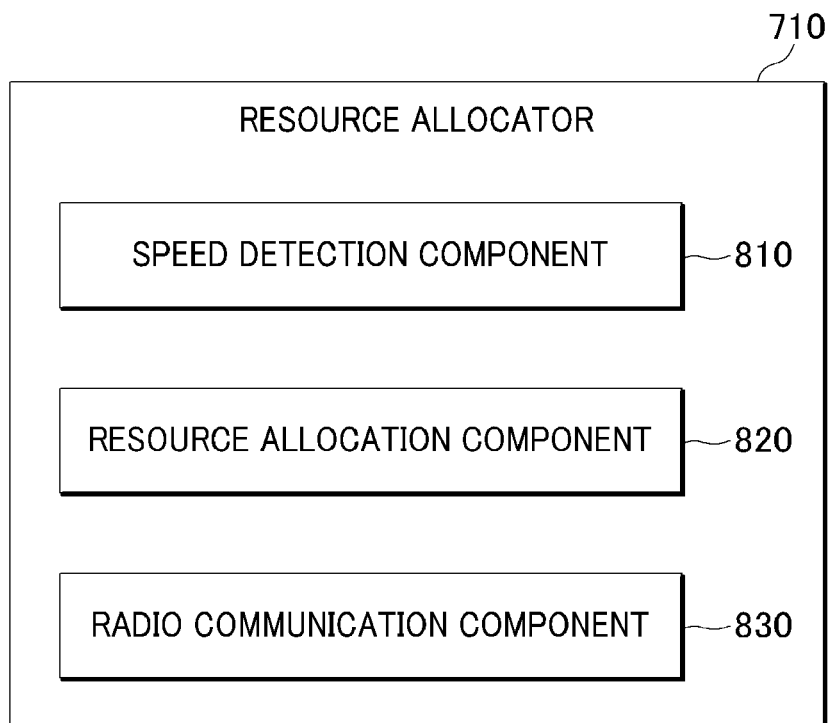 710
RESOURCE ALLOCATOR
SPEED DETECTION COMPONENT
810
RESOURCE ALLOCATION COMPONENT
820
RADIO COMMUNICATION COMPONENT
830